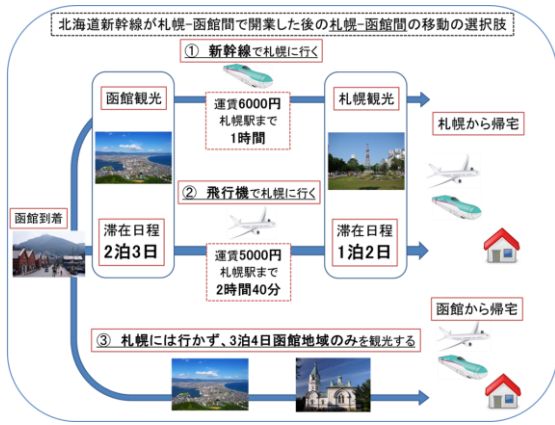 北海道新幹線が札幌-函館間で開業した後の札幌-函館間の移動の選択肢
① 新幹線で札幌に行く
函館観光
運賃6000円
札幌駅まで
1時間
札幌観光
札幌から帰宅
② 飛行機で札幌に行く
函館到着
滞在日程
2泊3日
運賃5000円
札幌駅まで
2時間40分
滞在日程
1泊2日
函館から帰宅
③ 札幌には行かず、3泊4日函館地域のみを観光する